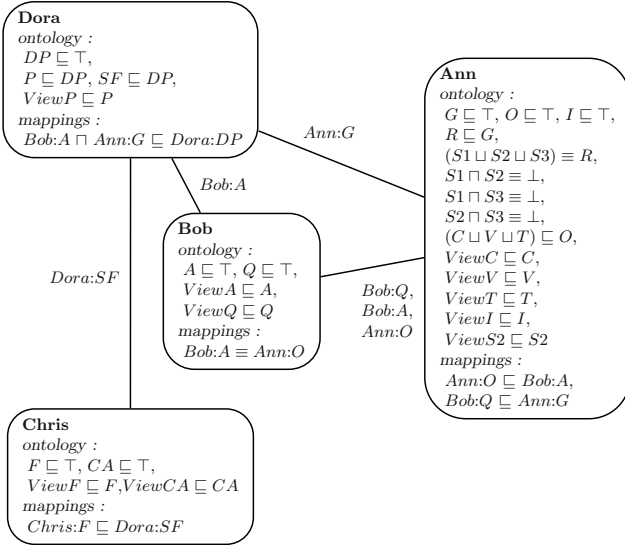 Dora
ontology :
DP ⊑ ⊤,
P ⊑ DP, SF ⊑ DP,
ViewP ⊑ P
mappings :
Bob:A ⊓ Ann:G ⊑ Dora:DP
Ann:G
Bob:A
Dora:SF
Bob
ontology :
A ⊑ ⊤, Q ⊑ ⊤,
ViewA ⊑ A,
ViewQ ⊑ Q
mappings :
Bob:A ≡ Ann:O
Bob:Q,
Bob:A,
Ann:O
Ann
ontology :
G ⊑ ⊤, O ⊑ ⊤, I ⊑ ⊤,
R ⊑ G,
(S1 ⊔ S2 ⊔ S3) ≡ R,
S1 ⊓ S2 ≡ ⊥,
S1 ⊓ S3 ≡ ⊥,
S2 ⊓ S3 ≡ ⊥,
(C ⊔ V ⊔ T) ⊑ O,
ViewC ⊑ C,
ViewV ⊑ V,
ViewT ⊑ T,
ViewI ⊑ I,
ViewS2 ⊑ S2
mappings :
Ann:O ⊑ Bob:A,
Bob:Q ⊑ Ann:G
Chris
ontology :
F ⊑ ⊤, CA ⊑ ⊤,
ViewF ⊑ F,ViewCA ⊑ CA
mappings :
Chris:F ⊑ Dora:SF